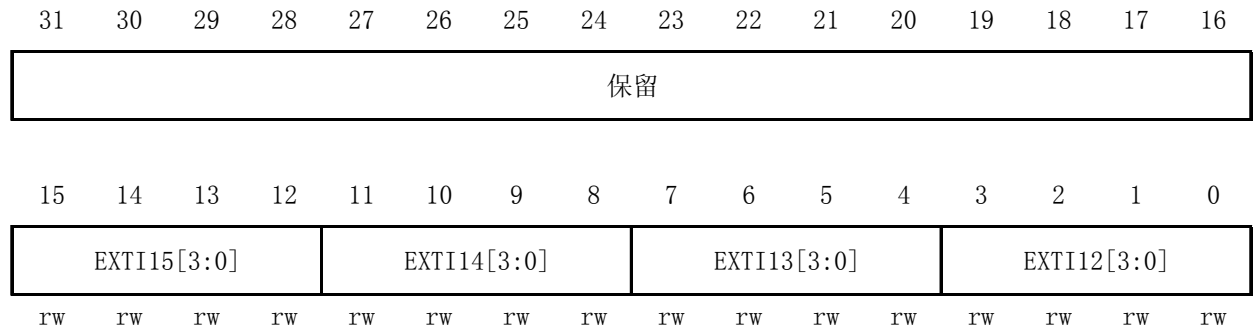 31 30 29 28 27 26 25 24 23 22 21 20 19 18 17 16
保留
15 14 13 12 11 10 9 8 7 6 5 4 3 2 1 0
EXTI15[3:0] EXTI14[3:0] EXTI13[3:0] EXTI12[3:0]
rw rw rw rw rw rw rw rw rw rw rw rw rw rw rw rw